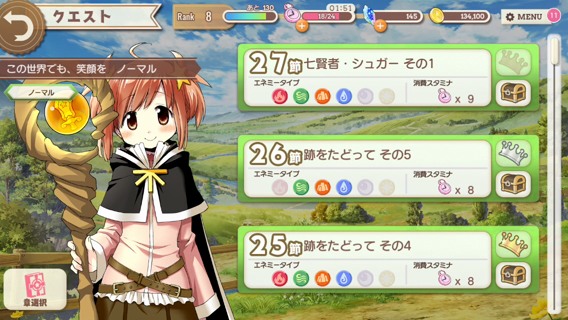 クエスト
Rank 8
あと 130
18/24
01:51
145
134,100
MENU
11
この世界でも、笑顔を ノーマル
ノーマル
章選択
27節 七賢者・シュガー その1
エネミータイプ
消費スタミナ
× 9
26節 跡をたどって その5
エネミータイプ
消費スタミナ
× 8
25節 跡をたどって その4
エネミータイプ
消費スタミナ
× 8